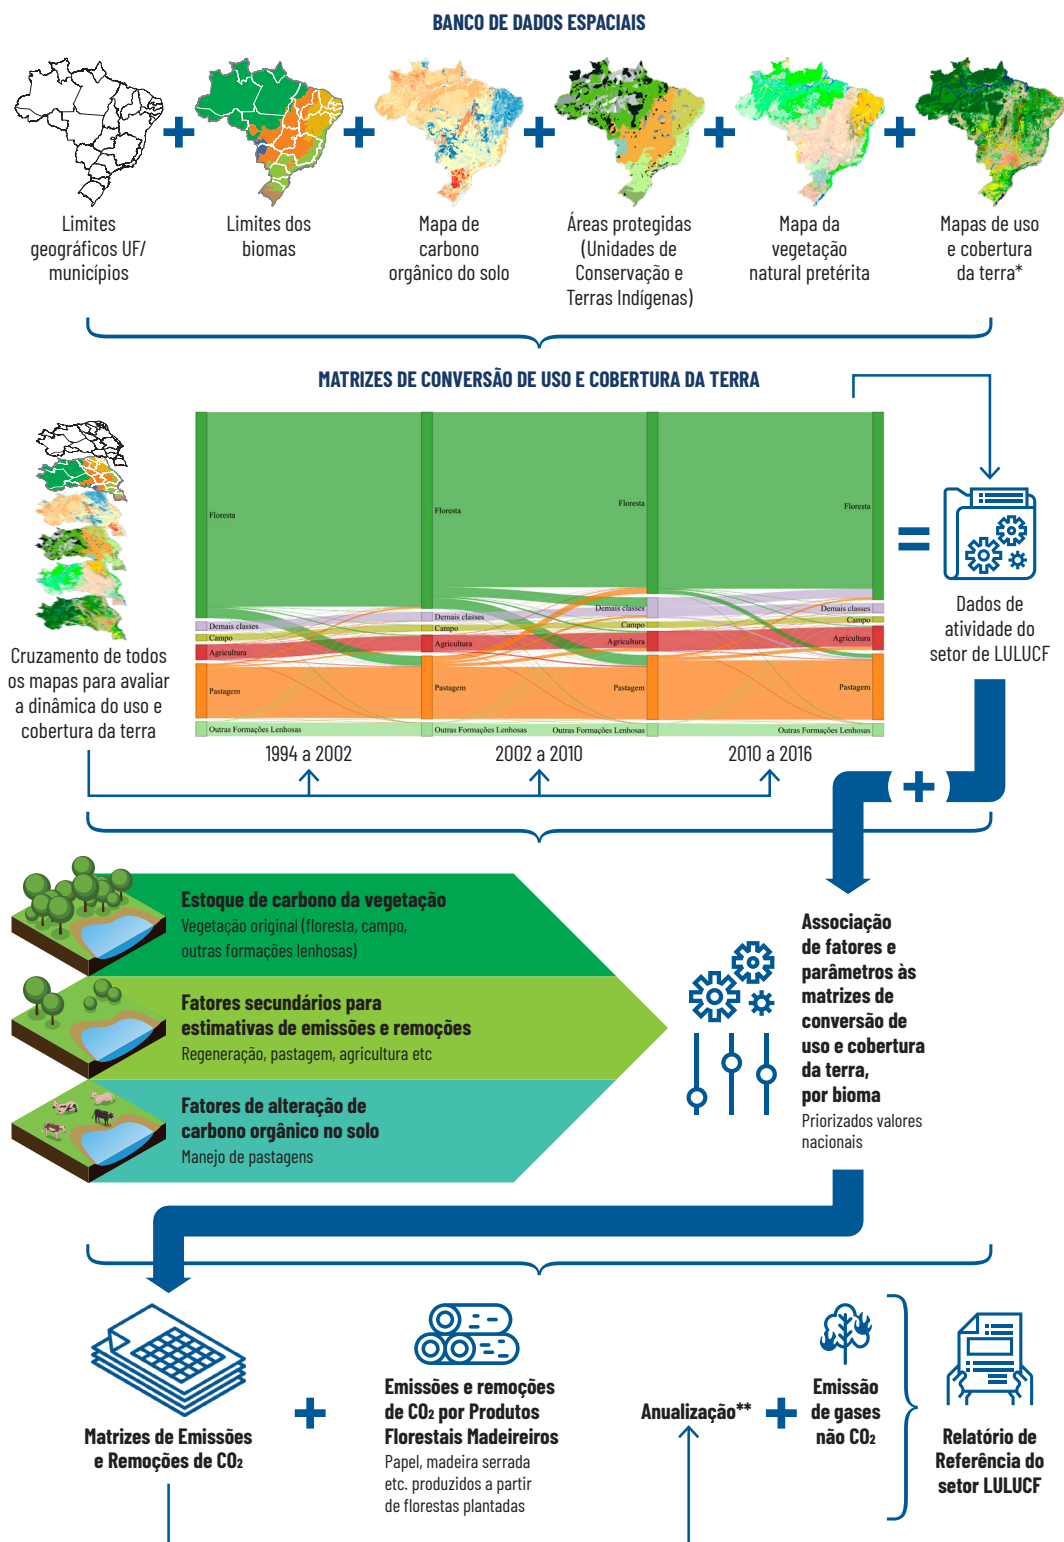 BANCO DE DADOS ESPACIAIS
Limites
geográficos UF/
municípios
Limites dos
biomas
Mapa de
carbono
orgânico do solo
Áreas protegidas
(Unidades de
Conservação e
Terras Indígenas)
Mapa da
vegetação
natural pretérita
Mapas de uso
e cobertura
da terra*
MATRIZES DE CONVERSÃO DE USO E COBERTURA DA TERRA
Cruzamento de todos
os mapas para avaliar
a dinâmica do uso e
cobertura da terra
Floresta
Demais classes
Campo
Agricultura
Pastagem
Outras Formações Lenhosas
Floresta
Demais classes
Campo
Agricultura
Pastagem
Outras Formações Lenhosas
Floresta
Demais classes
Campo
Agricultura
Pastagem
Outras Formações Lenhosas
Floresta
Demais classes
Campo
Agricultura
Pastagem
Outras Formações Lenhosas
1994 a 2002
2002 a 2010
2010 a 2016
=
Dados de
atividade do
setor de LULUCF
Estoque de carbono da vegetação
Vegetação original (floresta, campo,
outras formações lenhosas)
Fatores secundários para
estimativas de emissões e remoções
Regeneração, pastagem, agricultura etc
Fatores de alteração de
carbono orgânico no solo
Manejo de pastagens
Associação
de fatores e
parâmetros às
matrizes de
conversão de
uso e cobertura
da terra,
por bioma
Priorizados valores
nacionais
Matrizes de Emissões
e Remoções de CO₂
+
Emissões e remoções
de CO₂ por Produtos
Florestais Madeireiros
Papel, madeira serrada
etc. produzidos a partir
de florestas plantadas
Anualização**
+
Emissão
de gases
não CO₂
Relatório de
Referência do
setor LULUCF